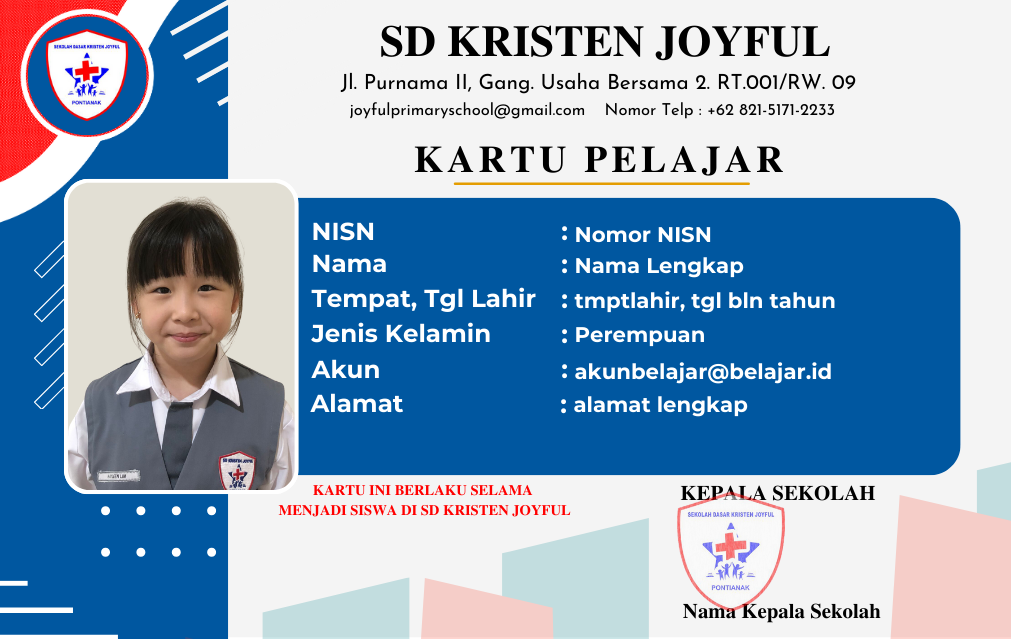 SEKOLAH DASAR KRISTEN JOYFUL
PONTIANAK
SD KRISTEN JOYFUL
Jl. Purnama II, Gang. Usaha Bersama 2. RT.001/RW. 09
joyfulprimaryschool@gmail.com Nomor Telp : +62 821-5171-2233
KARTU PELAJAR
NISN : Nomor NISN
Nama : Nama Lengkap
Tempat, Tgl Lahir : tmptlahir, tgl bln tahun
Jenis Kelamin : Perempuan
Akun : akunbelajar@belajar.id
Alamat : alamat lengkap
SD KRISTEN JOYFUL
KARTU INI BERLAKU SELAMA
MENJADI SISWA DI SD KRISTEN JOYFUL
KEPALA SEKOLAH
SEKOLAH DASAR KRISTEN JOYFUL
PONTIANAK
Nama Kepala Sekolah